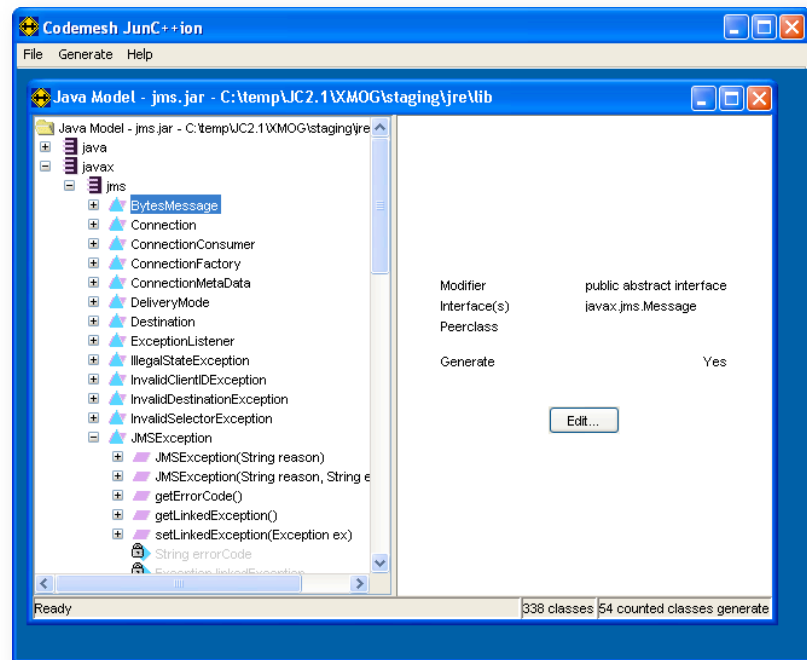 Codemesh JunC++ion
File Generate Help
Java Model - jms.jar - C:\temp\JC2.1\XMOG\staging\jre\lib
Java Model - jms.jar - C:\temp\JC2.1\XMOG\staging\jre
java
javax
jms
BytesMessage
Connection
ConnectionConsumer
ConnectionFactory
ConnectionMetaData
DeliveryMode
Destination
ExceptionListener
IllegalStateException
InvalidClientIDException
InvalidDestinationException
InvalidSelectorException
JMSException
JMSException(String reason)
JMSException(String reason, String e
getErrorCode()
getLinkedException()
setLinkedException(Exception ex)
String errorCode
Exception linkedException
Modifier public abstract interface
Interface(s) javax.jms.Message
Peerclass
Generate Yes
Edit...
Ready 338 classes 54 counted classes generate